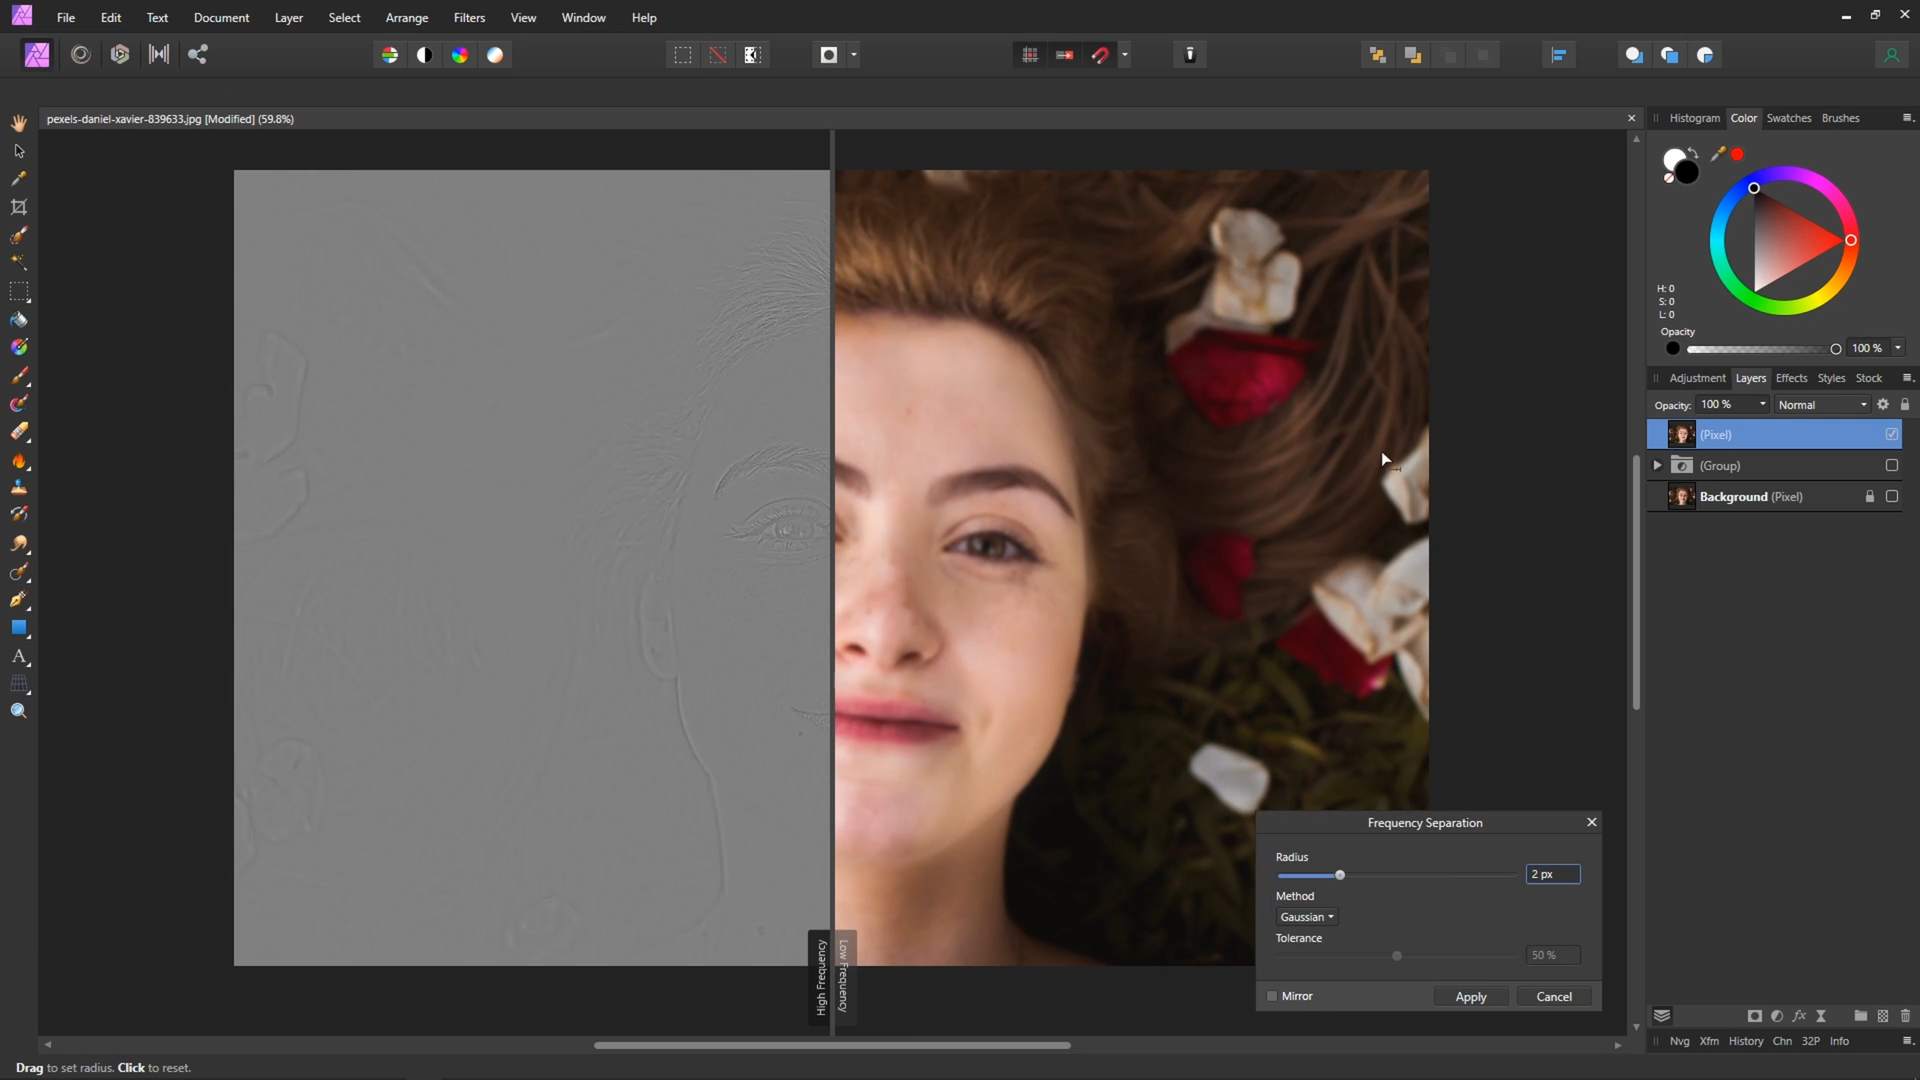 File Edit Text Document Layer Select Arrange Filters View Window Help
pexels-daniel-xavier-839633.jpg [Modified] (59.8%)
Histogram Color Swatches Brushes
H: 0
S: 0
L: 0
Opacity
100 %
Adjustment Layers Effects Styles Stock
Opacity: 100 % Normal
(Pixel)
(Group)
Background (Pixel)
High Frequency
Low Frequency
Frequency Separation
Radius
2 px
Method
Gaussian
Tolerance
50 %
Mirror Apply Cancel
Nvg Xfm History Chn 32P Info
Drag to set radius. Click to reset.